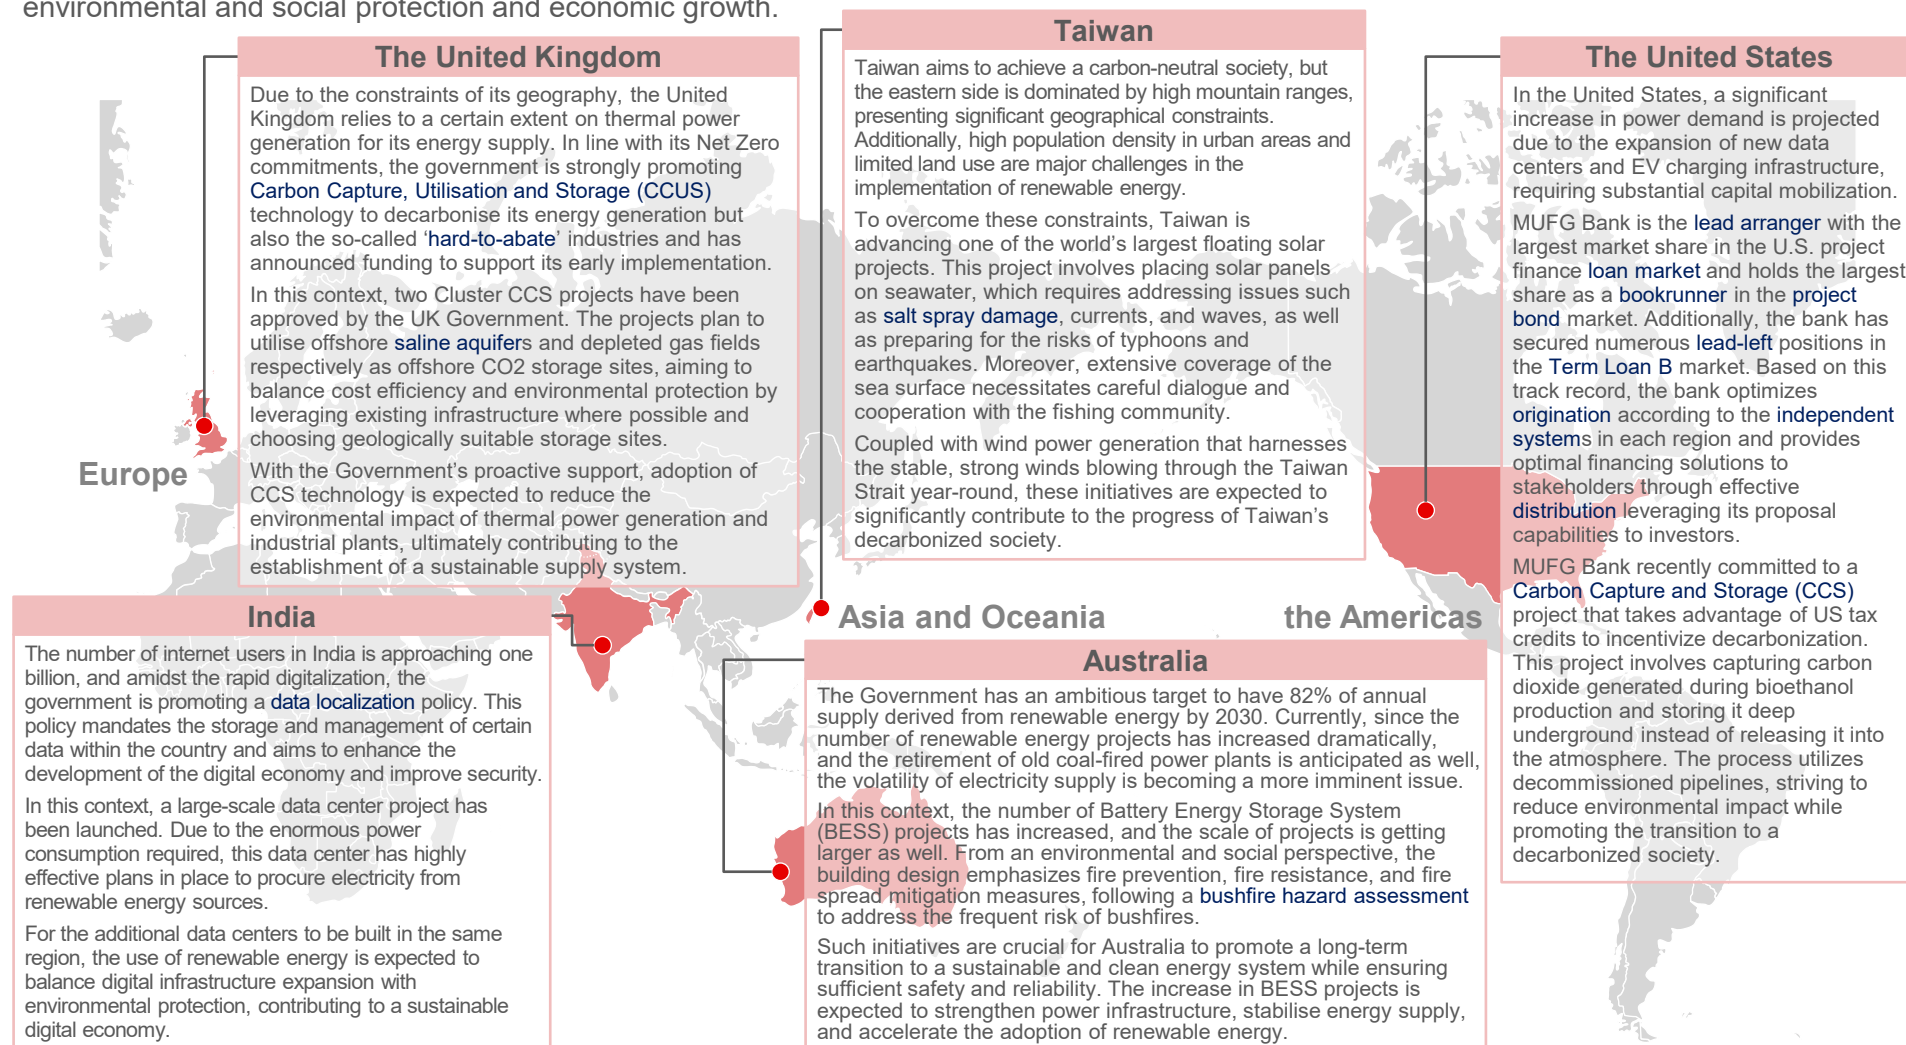 environmental and social protection and economic growth.
The United Kingdom
Due to the constraints of its geography, the United
Kingdom relies to a certain extent on thermal power
generation for its energy supply. In line with its Net Zero
commitments, the government is strongly promoting
Carbon Capture, Utilisation and Storage (CCUS)
technology to decarbonise its energy generation but
also the so-called ‘hard-to-abate’ industries and has
announced funding to support its early implementation.
In this context, two Cluster CCS projects have been
approved by the UK Government. The projects plan to
utilise offshore saline aquifers and depleted gas fields
respectively as offshore CO2 storage sites, aiming to
balance cost efficiency and environmental protection by
leveraging existing infrastructure where possible and
choosing geologically suitable storage sites.
With the Government’s proactive support, adoption of
CCS technology is expected to reduce the
environmental impact of thermal power generation and
industrial plants, ultimately contributing to the
establishment of a sustainable supply system.
Taiwan
Taiwan aims to achieve a carbon-neutral society, but
the eastern side is dominated by high mountain ranges,
presenting significant geographical constraints.
Additionally, high population density in urban areas and
limited land use are major challenges in the
implementation of renewable energy.
To overcome these constraints, Taiwan is
advancing one of the world’s largest floating solar
projects. This project involves placing solar panels
on seawater, which requires addressing issues such
as salt spray damage, currents, and waves, as well
as preparing for the risks of typhoons and
earthquakes. Moreover, extensive coverage of the
sea surface necessitates careful dialogue and
cooperation with the fishing community.
Coupled with wind power generation that harnesses
the stable, strong winds blowing through the Taiwan
Strait year-round, these initiatives are expected to
significantly contribute to the progress of Taiwan’s
decarbonized society.
The United States
In the United States, a significant
increase in power demand is projected
due to the expansion of new data
centers and EV charging infrastructure,
requiring substantial capital mobilization.
MUFG Bank is the lead arranger with the
largest market share in the U.S. project
finance loan market and holds the largest
share as a bookrunner in the project
bond market. Additionally, the bank has
secured numerous lead-left positions in
the Term Loan B market. Based on this
track record, the bank optimizes
origination according to the independent
systems in each region and provides
optimal financing solutions to
stakeholders through effective
distribution leveraging its proposal
capabilities to investors.
MUFG Bank recently committed to a
Carbon Capture and Storage (CCS)
project that takes advantage of US tax
credits to incentivize decarbonization.
This project involves capturing carbon
dioxide generated during bioethanol
production and storing it deep
underground instead of releasing it into
the atmosphere. The process utilizes
decommissioned pipelines, striving to
reduce environmental impact while
promoting the transition to a
decarbonized society.
Europe
Asia and Oceania
the Americas
India
The number of internet users in India is approaching one
billion, and amidst the rapid digitalization, the
government is promoting a data localization policy. This
policy mandates the storage and management of certain
data within the country and aims to enhance the
development of the digital economy and improve security.
In this context, a large-scale data center project has
been launched. Due to the enormous power
consumption required, this data center has highly
effective plans in place to procure electricity from
renewable energy sources.
For the additional data centers to be built in the same
region, the use of renewable energy is expected to
balance digital infrastructure expansion with
environmental protection, contributing to a sustainable
digital economy.
Australia
The Government has an ambitious target to have 82% of annual
supply derived from renewable energy by 2030. Currently, since the
number of renewable energy projects has increased dramatically,
and the retirement of old coal-fired power plants is anticipated as well,
the volatility of electricity supply is becoming a more imminent issue.
In this context, the number of Battery Energy Storage System
(BESS) projects has increased, and the scale of projects is getting
larger as well. From an environmental and social perspective, the
building design emphasizes fire prevention, fire resistance, and fire
spread mitigation measures, following a bushfire hazard assessment
to address the frequent risk of bushfires.
Such initiatives are crucial for Australia to promote a long-term
transition to a sustainable and clean energy system while ensuring
sufficient safety and reliability. The increase in BESS projects is
expected to strengthen power infrastructure, stabilise energy supply,
and accelerate the adoption of renewable energy.